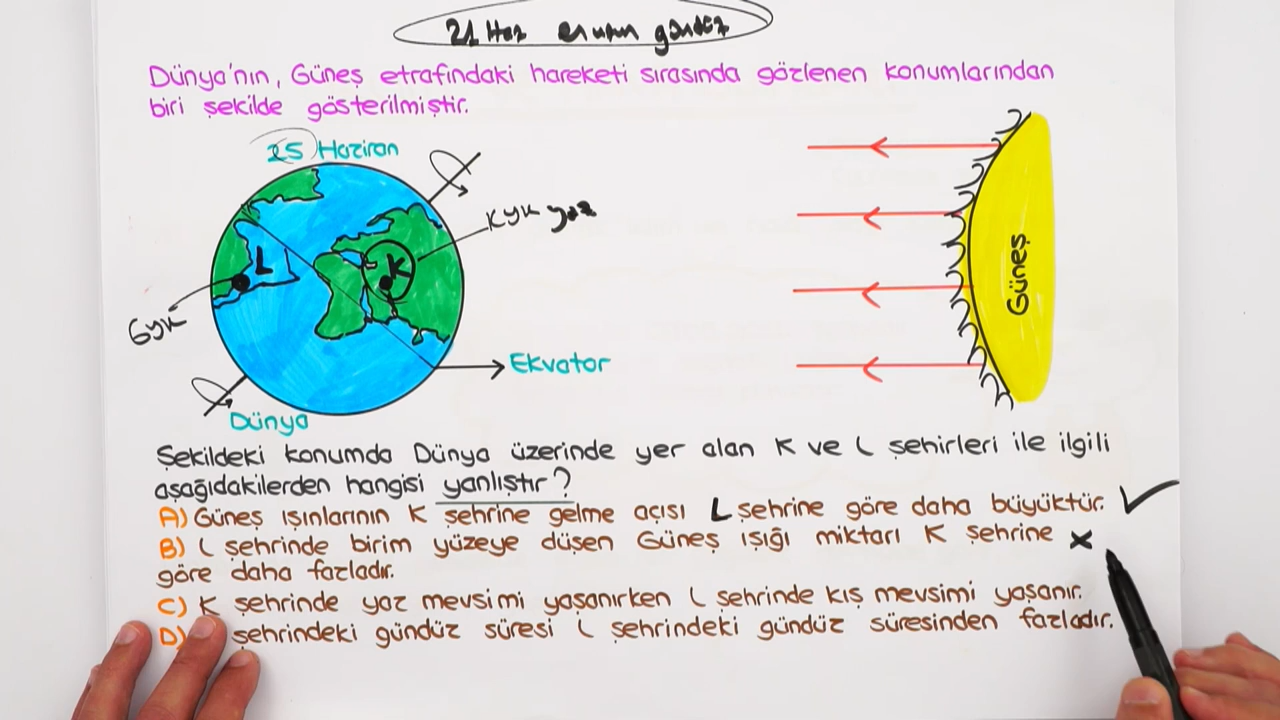 21 Haz en uzun gündüz
Dünya'nın, Güneş etrafındaki hareketi sırasında gözlenen konumlarından
biri şekilde gösterilmiştir.
25 Haziran
KYK yaz
L
K
GYK
Güneş
Ekvator
Dünya
Şekildeki konumda Dünya üzerinde yer alan K ve L şehirleri ile ilgili
aşağıdakilerden hangisi yanlıştır?
A) Güneş ışınlarının K şehrine gelme açısı L şehrine göre daha büyüktür.
B) L şehrinde birim yüzeye düşen Güneş ışığı miktarı K şehrine
göre daha fazladır.
C) K şehrinde yaz mevsimi yaşanırken L şehrinde kış mevsimi yaşanır.
D) şehrindeki gündüz süresi L şehrindeki gündüz süresinden fazladır.